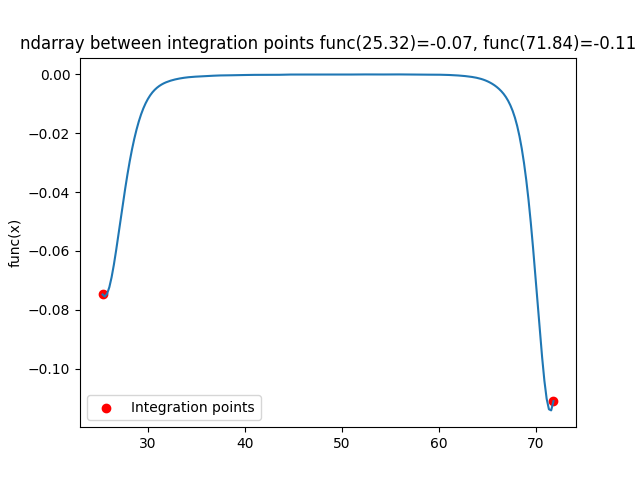 ndarray between integration points func(25.32)=-0.07, func(71.84)=-0.11
0.00
−0.02
−0.04
−0.06
−0.08
−0.10
func(x)
Integration points
30 40 50 60 70